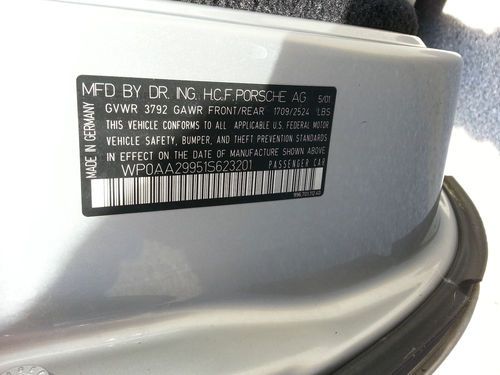 MFD BY DR. ING. H.C.F. PORSCHE AG 5/01
GVWR 3792 GAWR FRONT/REAR 1709/2524 LBS
THIS VEHICLE CONFORMS TO ALL APPLICABLE U.S. FEDERAL MOTOR
VEHICLE SAFETY, BUMPER, AND THEFT PREVENTION STANDARDS
IN EFFECT ON THE DATE OF MANUFACTURE SHOWN ABOVE.
WP0AA29951S623201 PASSENGER CAR
MADE IN GERMANY